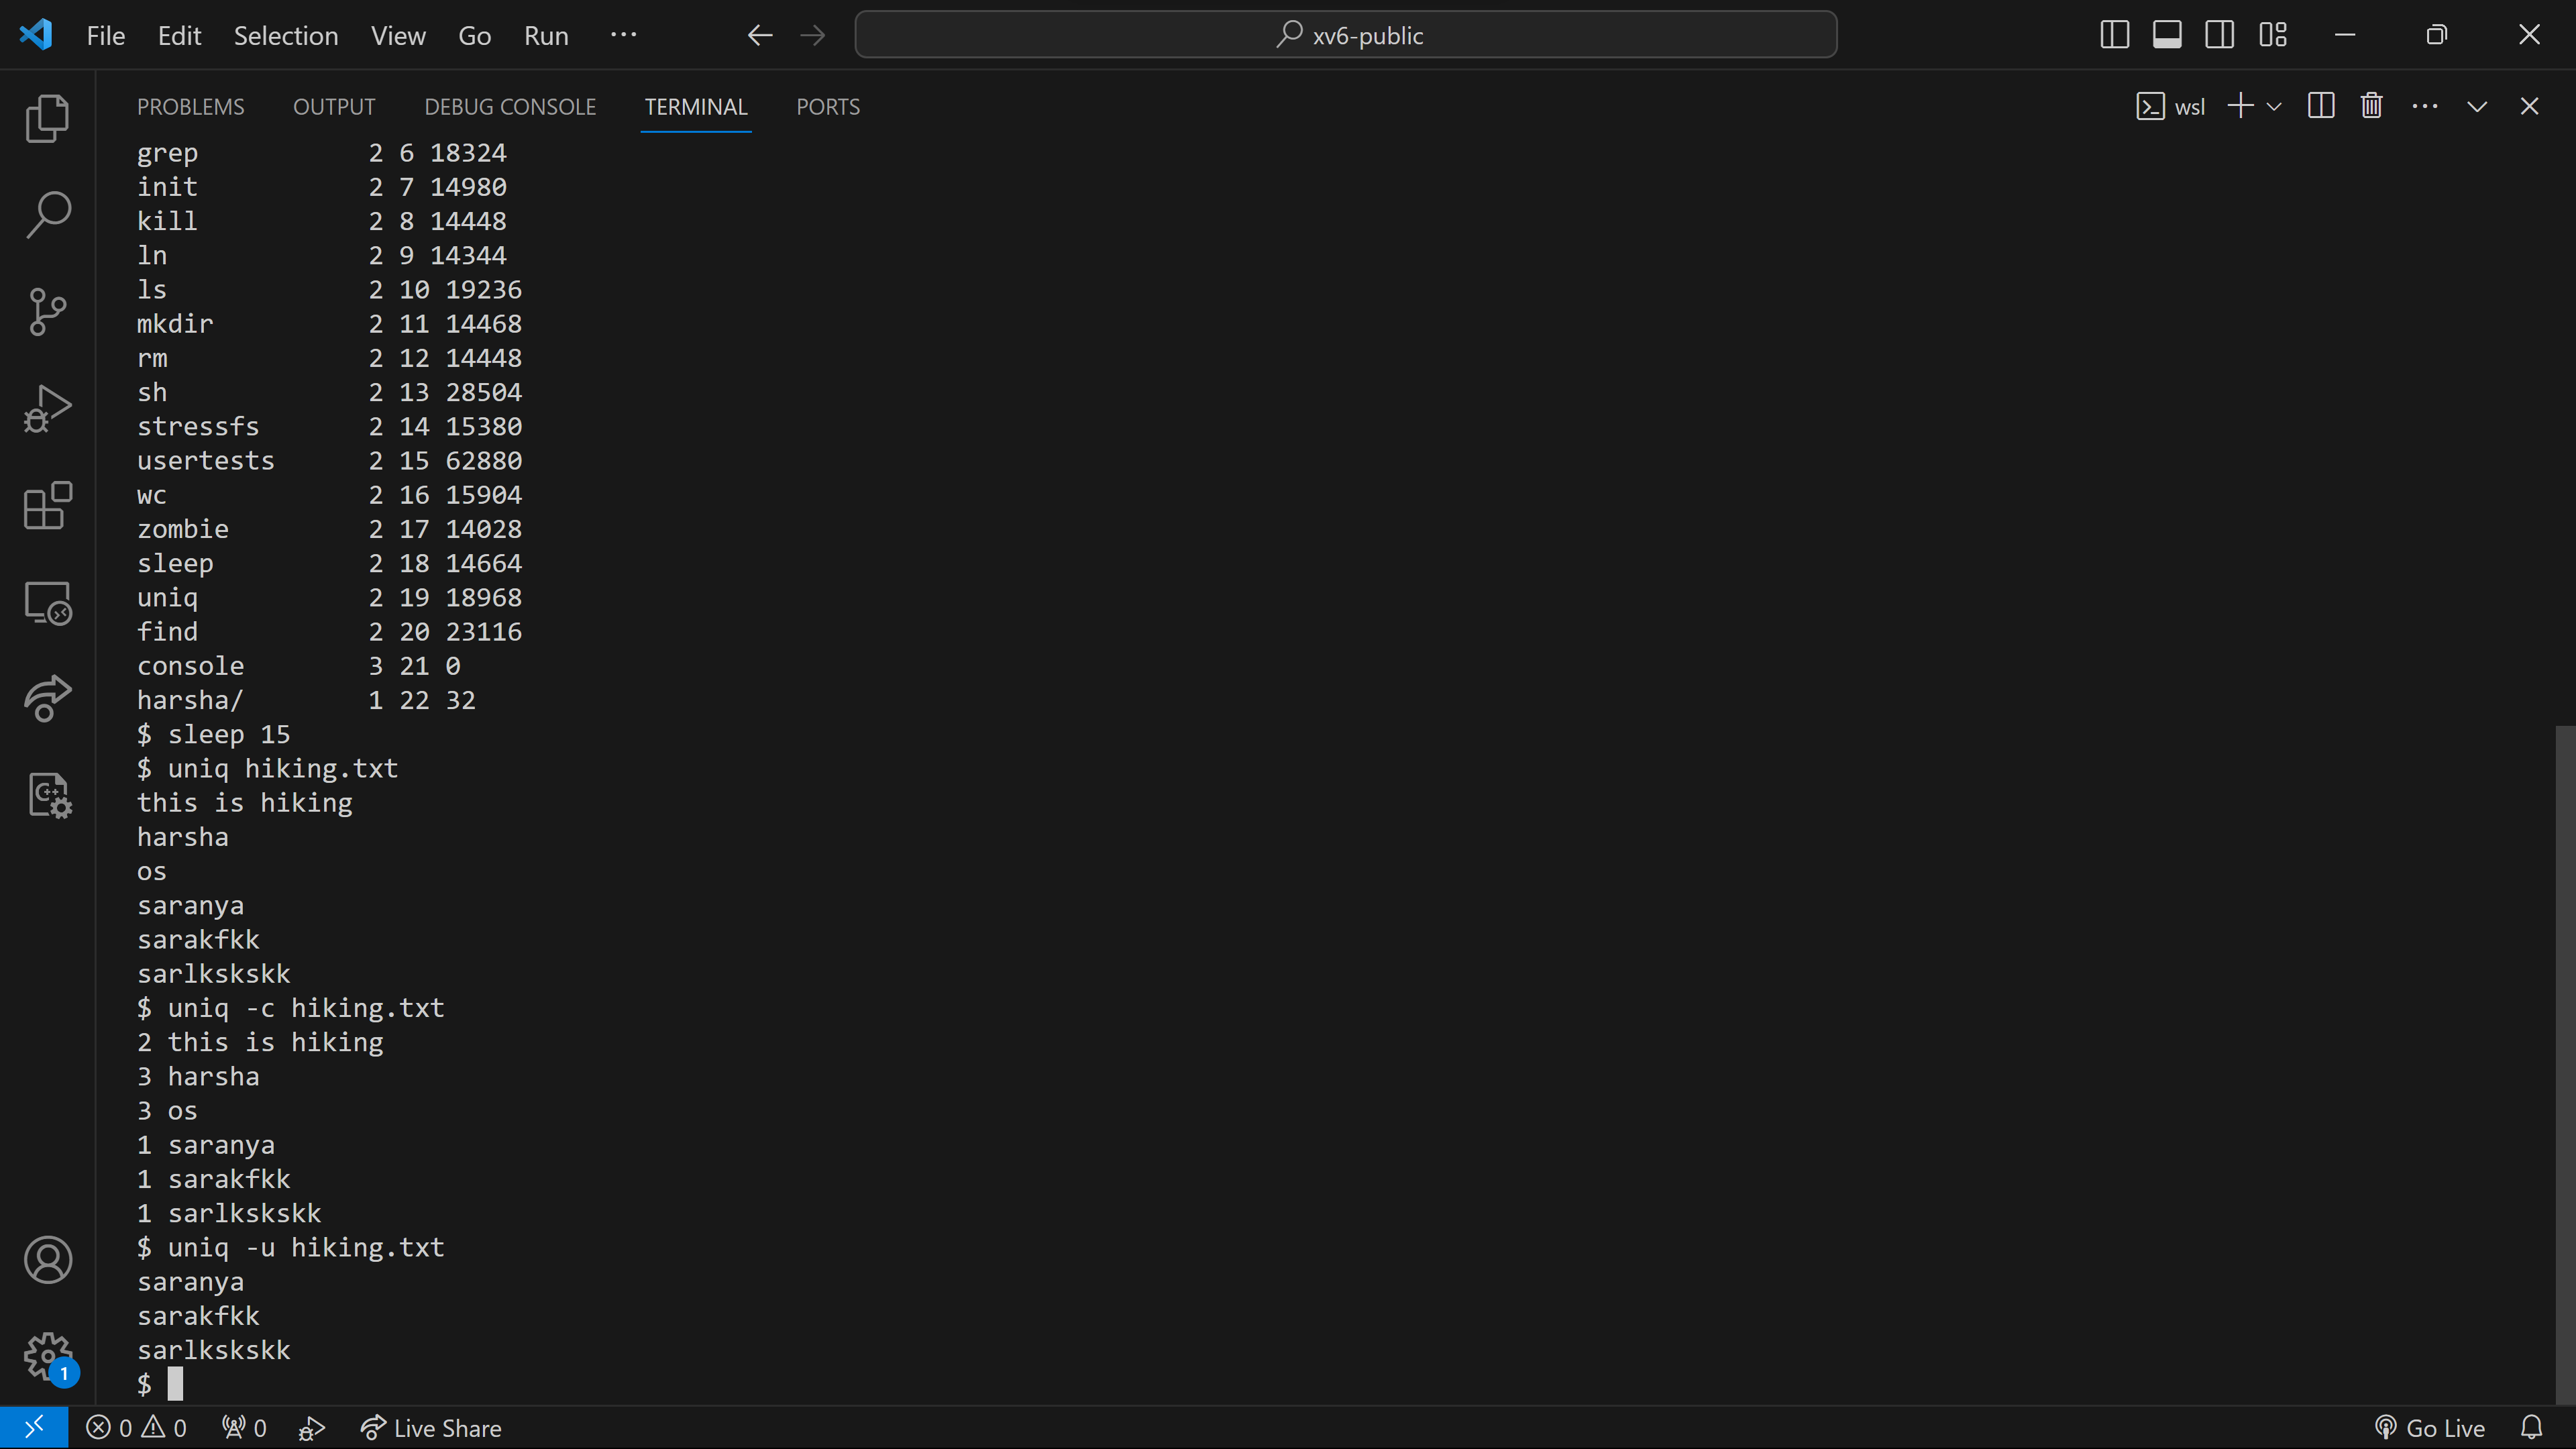 File Edit Selection View Go Run ··· xv6-public
PROBLEMS OUTPUT DEBUG CONSOLE TERMINAL PORTS wsl
grep 2 6 18324
init 2 7 14980
kill 2 8 14448
ln 2 9 14344
ls 2 10 19236
mkdir 2 11 14468
rm 2 12 14448
sh 2 13 28504
stressfs 2 14 15380
usertests 2 15 62880
wc 2 16 15904
zombie 2 17 14028
sleep 2 18 14664
uniq 2 19 18968
find 2 20 23116
console 3 21 0
harsha/ 1 22 32
$ sleep 15
$ uniq hiking.txt
this is hiking
harsha
os
saranya
sarakfkk
sarlkskskk
$ uniq -c hiking.txt
2 this is hiking
3 harsha
3 os
1 saranya
1 sarakfkk
1 sarlkskskk
$ uniq -u hiking.txt
saranya
sarakfkk
sarlkskskk
$
1
0 0 0 Live Share Go Live